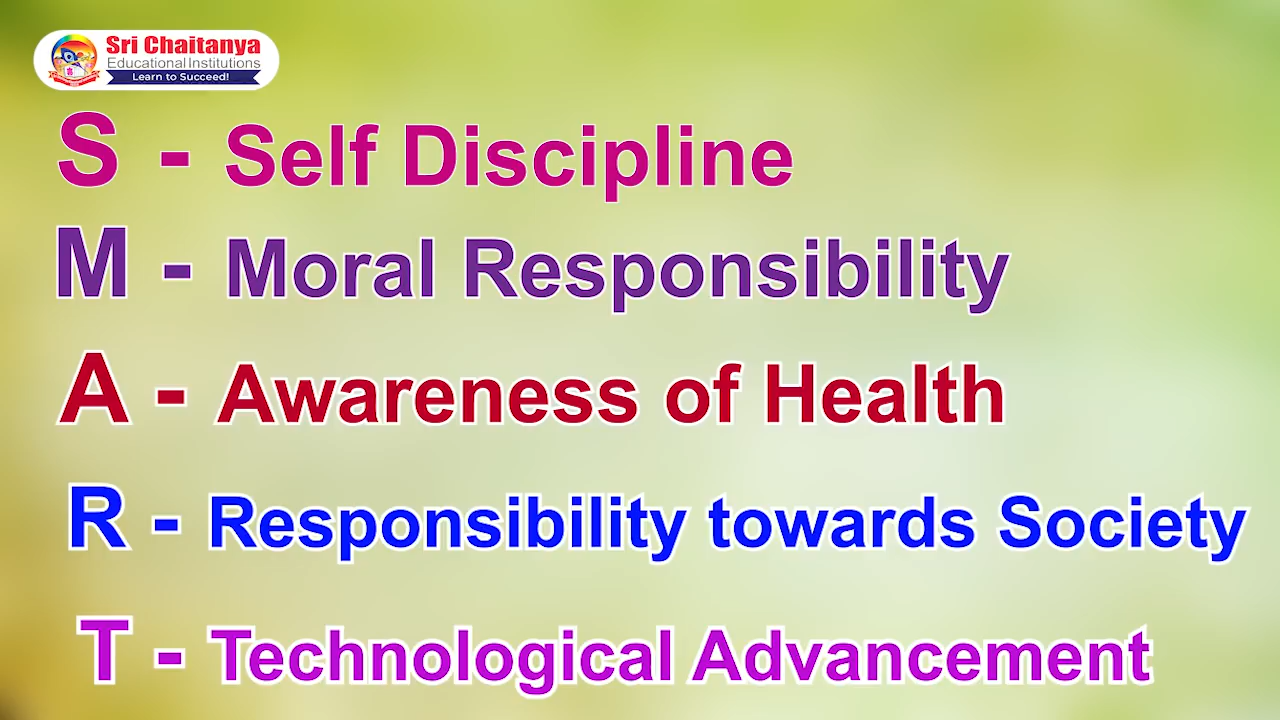 Sri Chaitanya
Educational Institutions
Learn to Succeed!
S - Self Discipline
M - Moral Responsibility
A - Awareness of Health
R - Responsibility towards Society
T - Technological Advancement